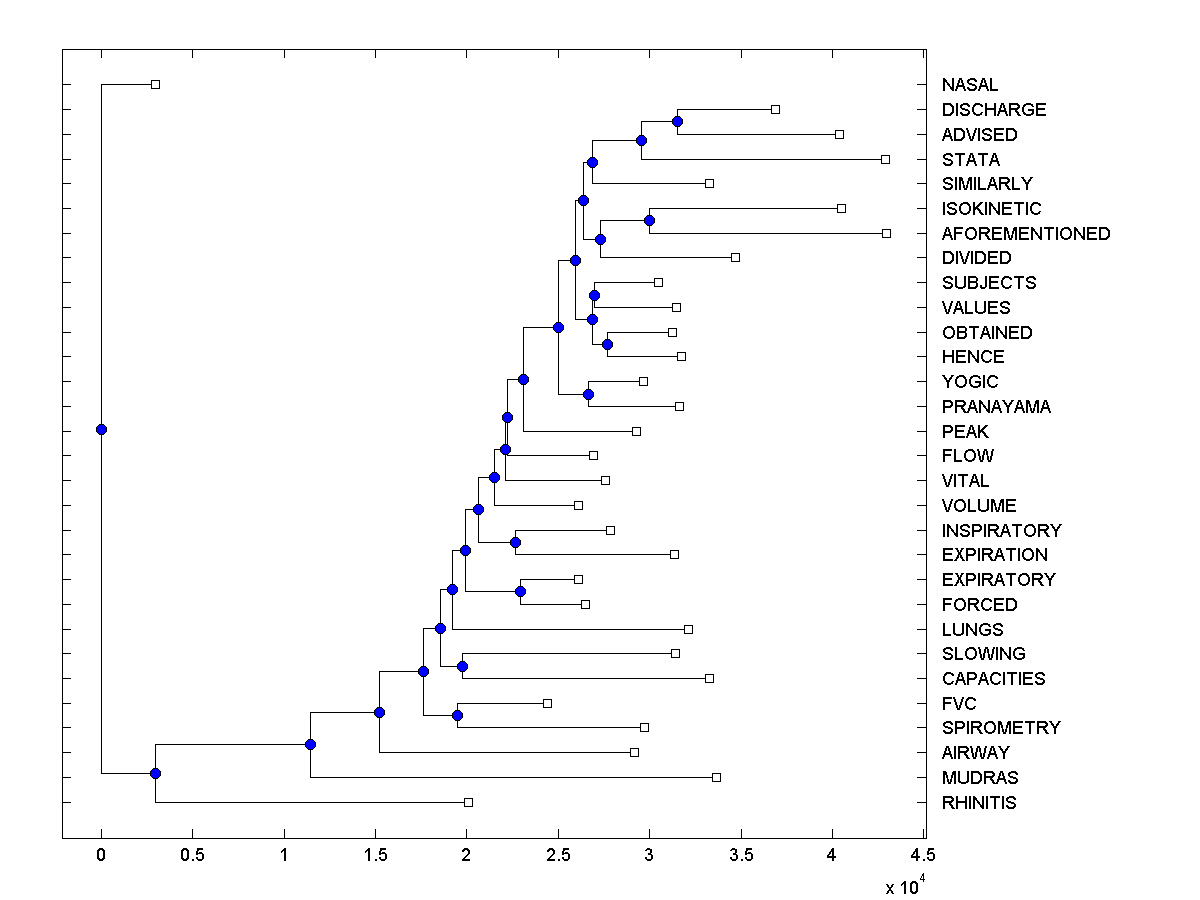 NASAL
DISCHARGE
ADVISED
STATA
SIMILARLY
ISOKINETIC
AFOREMENTIONED
DIVIDED
SUBJECTS
VALUES
OBTAINED
HENCE
YOGIC
PRANAYAMA
PEAK
FLOW
VITAL
VOLUME
INSPIRATORY
EXPIRATION
EXPIRATORY
FORCED
LUNGS
SLOWING
CAPACITIES
FVC
SPIROMETRY
AIRWAY
MUDRAS
RHINITIS
0 0.5 1 1.5 2 2.5 3 3.5 4 4.5
x 10^4